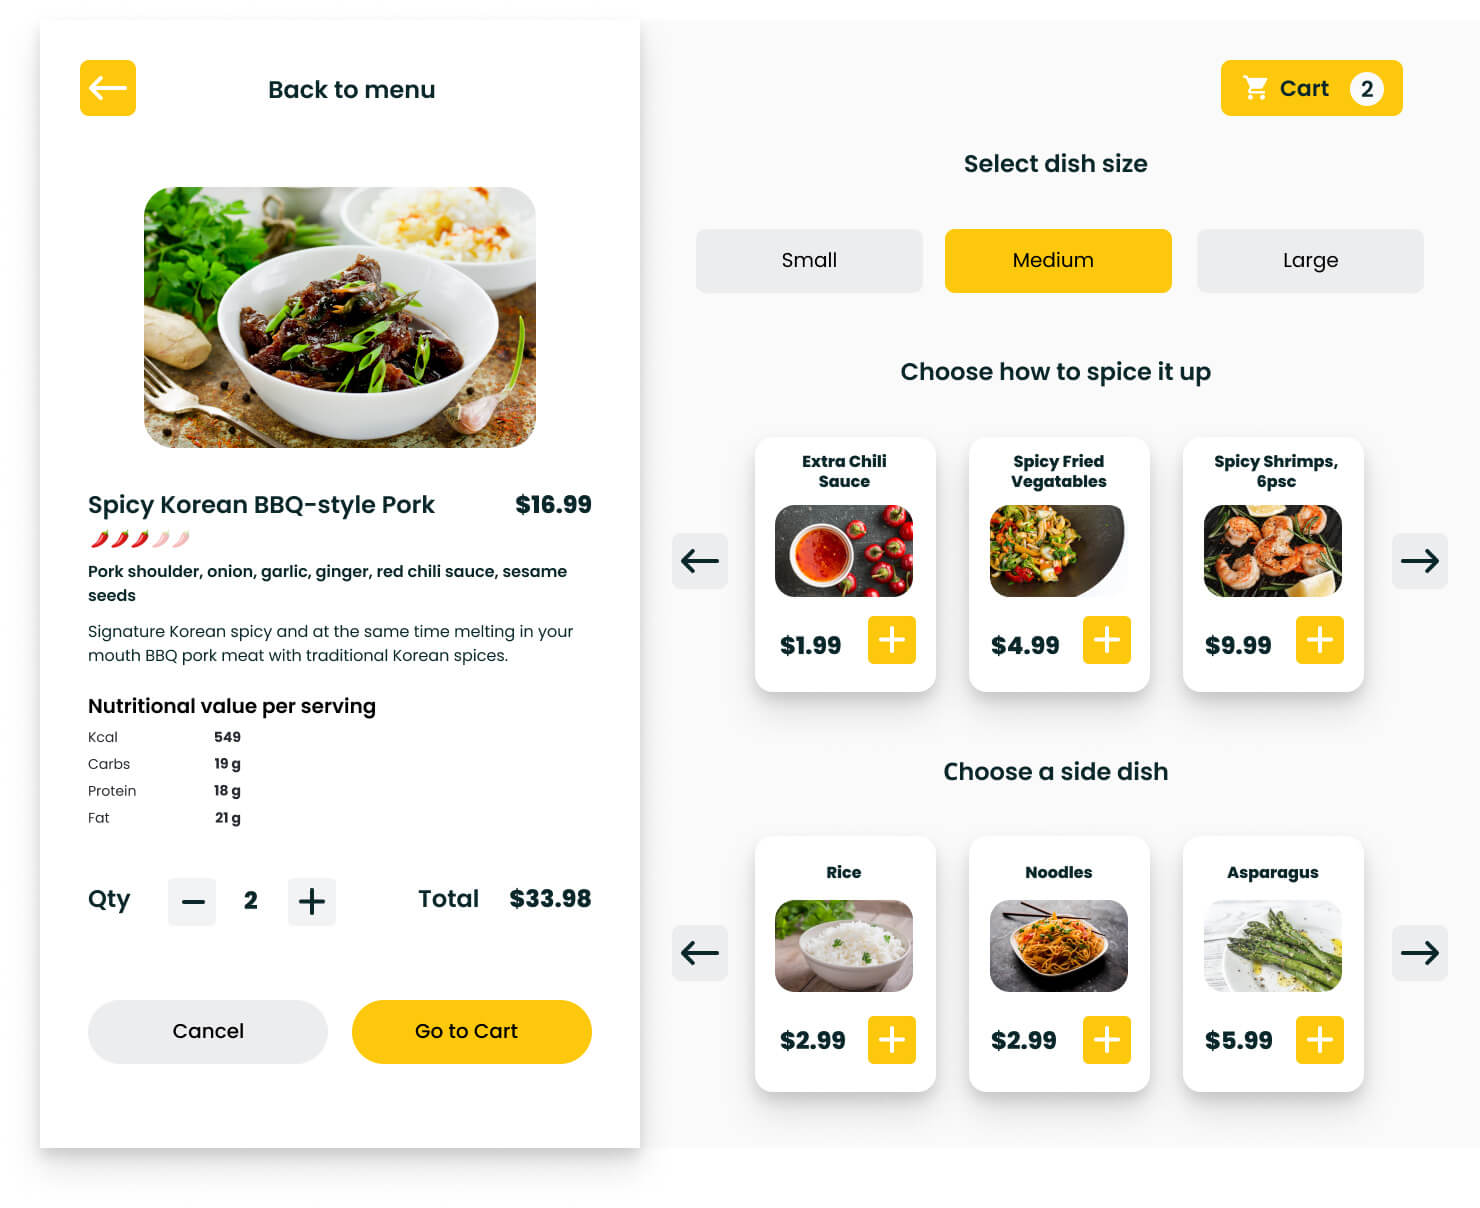 Back to menu
Spicy Korean BBQ-style Pork $16.99
Pork shoulder, onion, garlic, ginger, red chili sauce, sesame
seeds
Signature Korean spicy and at the same time melting in your
mouth BBQ pork meat with traditional Korean spices.
Nutritional value per serving
Kcal 549
Carbs 19 g
Protein 18 g
Fat 21 g
Qty 2 Total $33.98
Cancel Go to Cart
Cart 2
Select dish size
Small Medium Large
Choose how to spice it up
Extra Chili
Sauce
$1.99
Spicy Fried
Vegatables
$4.99
Spicy Shrimps,
6psc
$9.99
Choose a side dish
Rice
$2.99
Noodles
$2.99
Asparagus
$5.99